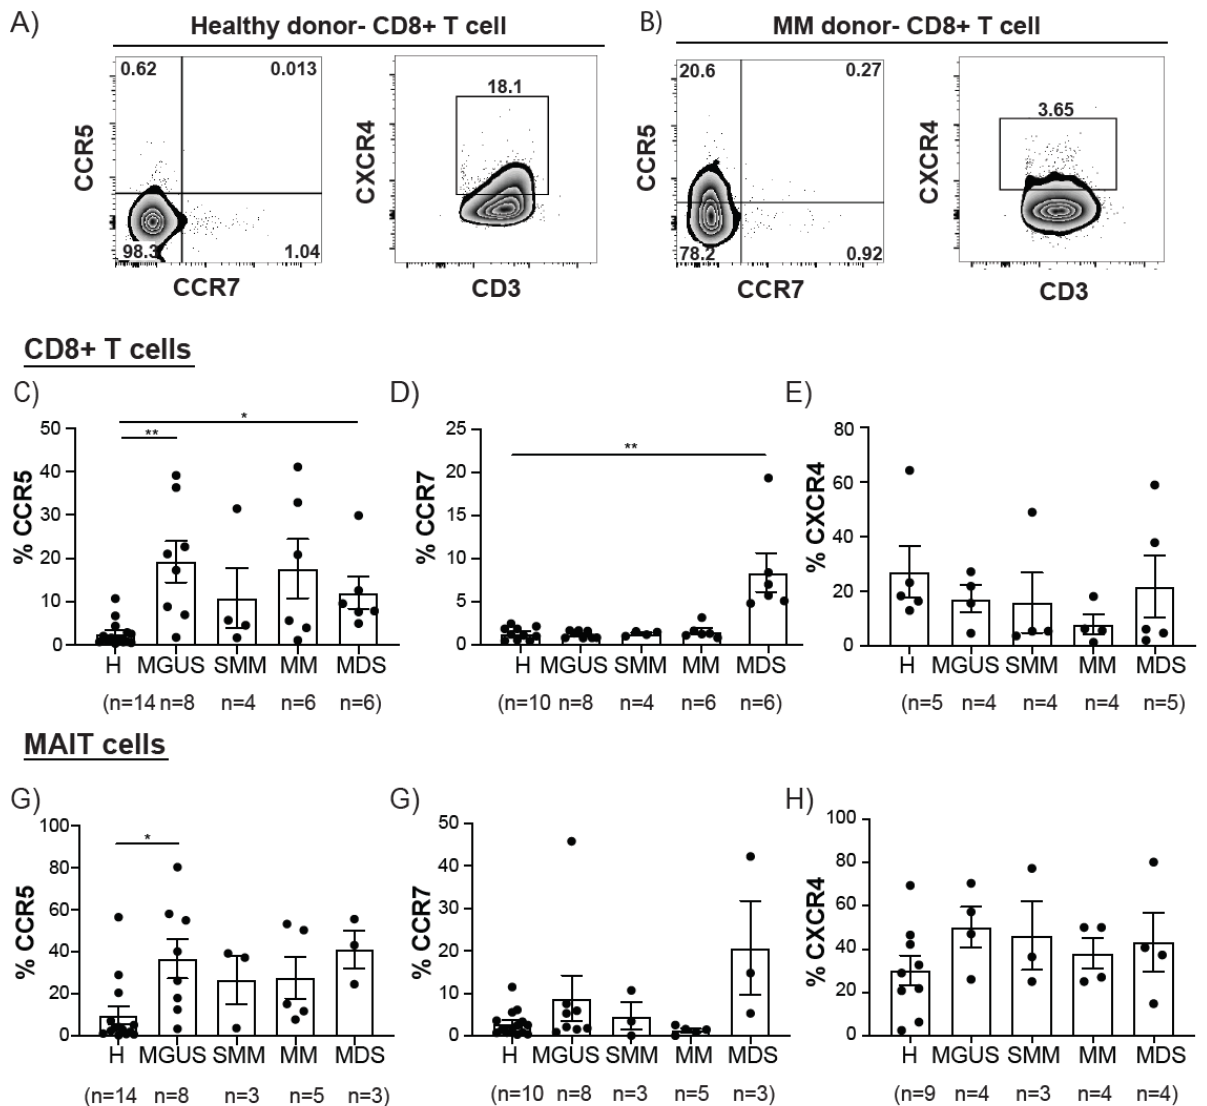 A)
Healthy donor- CD8+ T cell
B)
MM donor- CD8+ T cell
0.62
0.013
98.3
1.04
CCR5
CCR7
18.1
CXCR4
CD3
20.6
0.27
78.2
0.92
CCR5
CCR7
3.65
CXCR4
CD3
CD8+ T cells
C)
% CCR5
50
40
30
20
10
0
*
**
H MGUS SMM MM MDS
(n=14 n=8 n=4 n=6 n=6)
D)
% CCR7
25
20
15
10
5
0
**
H MGUS SMM MM MDS
(n=10 n=8 n=4 n=6 n=6)
E)
% CXCR4
80
60
40
20
0
H MGUS SMM MM MDS
(n=5 n=4 n=4 n=4 n=5)
MAIT cells
G)
% CCR5
100
80
60
40
20
0
*
H MGUS SMM MM MDS
(n=14 n=8 n=3 n=5 n=3)
G)
% CCR7
50
40
30
20
10
0
H MGUS SMM MM MDS
(n=10 n=8 n=3 n=5 n=3)
H)
% CXCR4
100
80
60
40
20
0
H MGUS SMM MM MDS
(n=9 n=4 n=3 n=4 n=4)